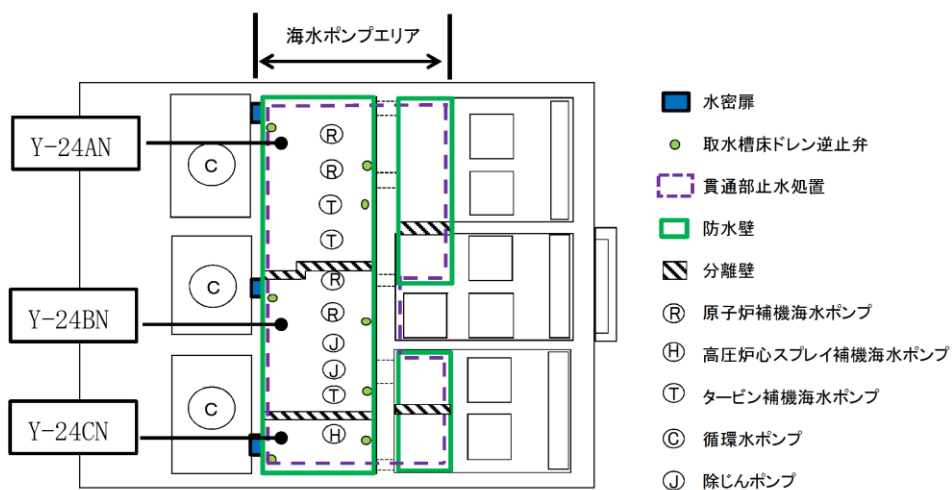 海水ポンプエリア
Y-24AN
Y-24BN
Y-24CN
Ⓡ
Ⓡ
Ⓣ
Ⓣ
Ⓡ
Ⓡ
Ⓙ
Ⓙ
Ⓣ
Ⓗ
Ⓒ
Ⓒ
Ⓒ
水密扉
取水槽床ドレン逆止弁
貫通部止水処置
防水壁
分離壁
Ⓡ 原子炉補機海水ポンプ
Ⓗ 高圧炉心スプレイ補機海水ポンプ
Ⓣ タービン補機海水ポンプ
Ⓒ 循環水ポンプ
Ⓙ 除じんポンプ